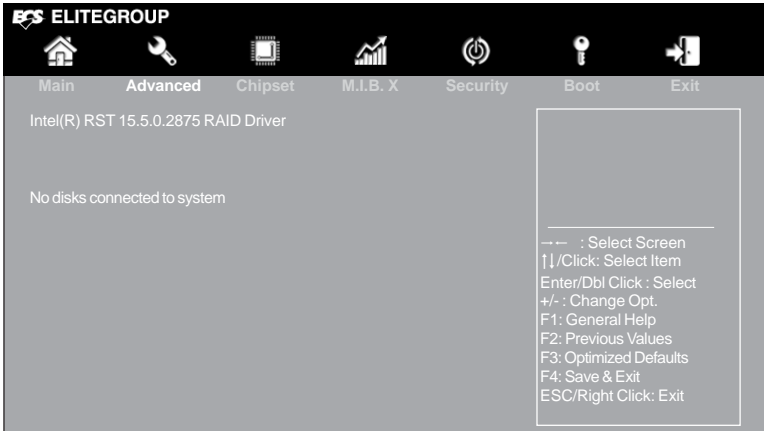 ECS ELITEGROUP
Main Advanced Chipset M.I.B. X Security Boot Exit
Intel(R) RST 15.5.0.2875 RAID Driver
No disks connected to system
→← : Select Screen
↑↓/Click: Select Item
Enter/Dbl Click : Select
+/- : Change Opt.
F1: General Help
F2: Previous Values
F3: Optimized Defaults
F4: Save & Exit
ESC/Right Click: Exit